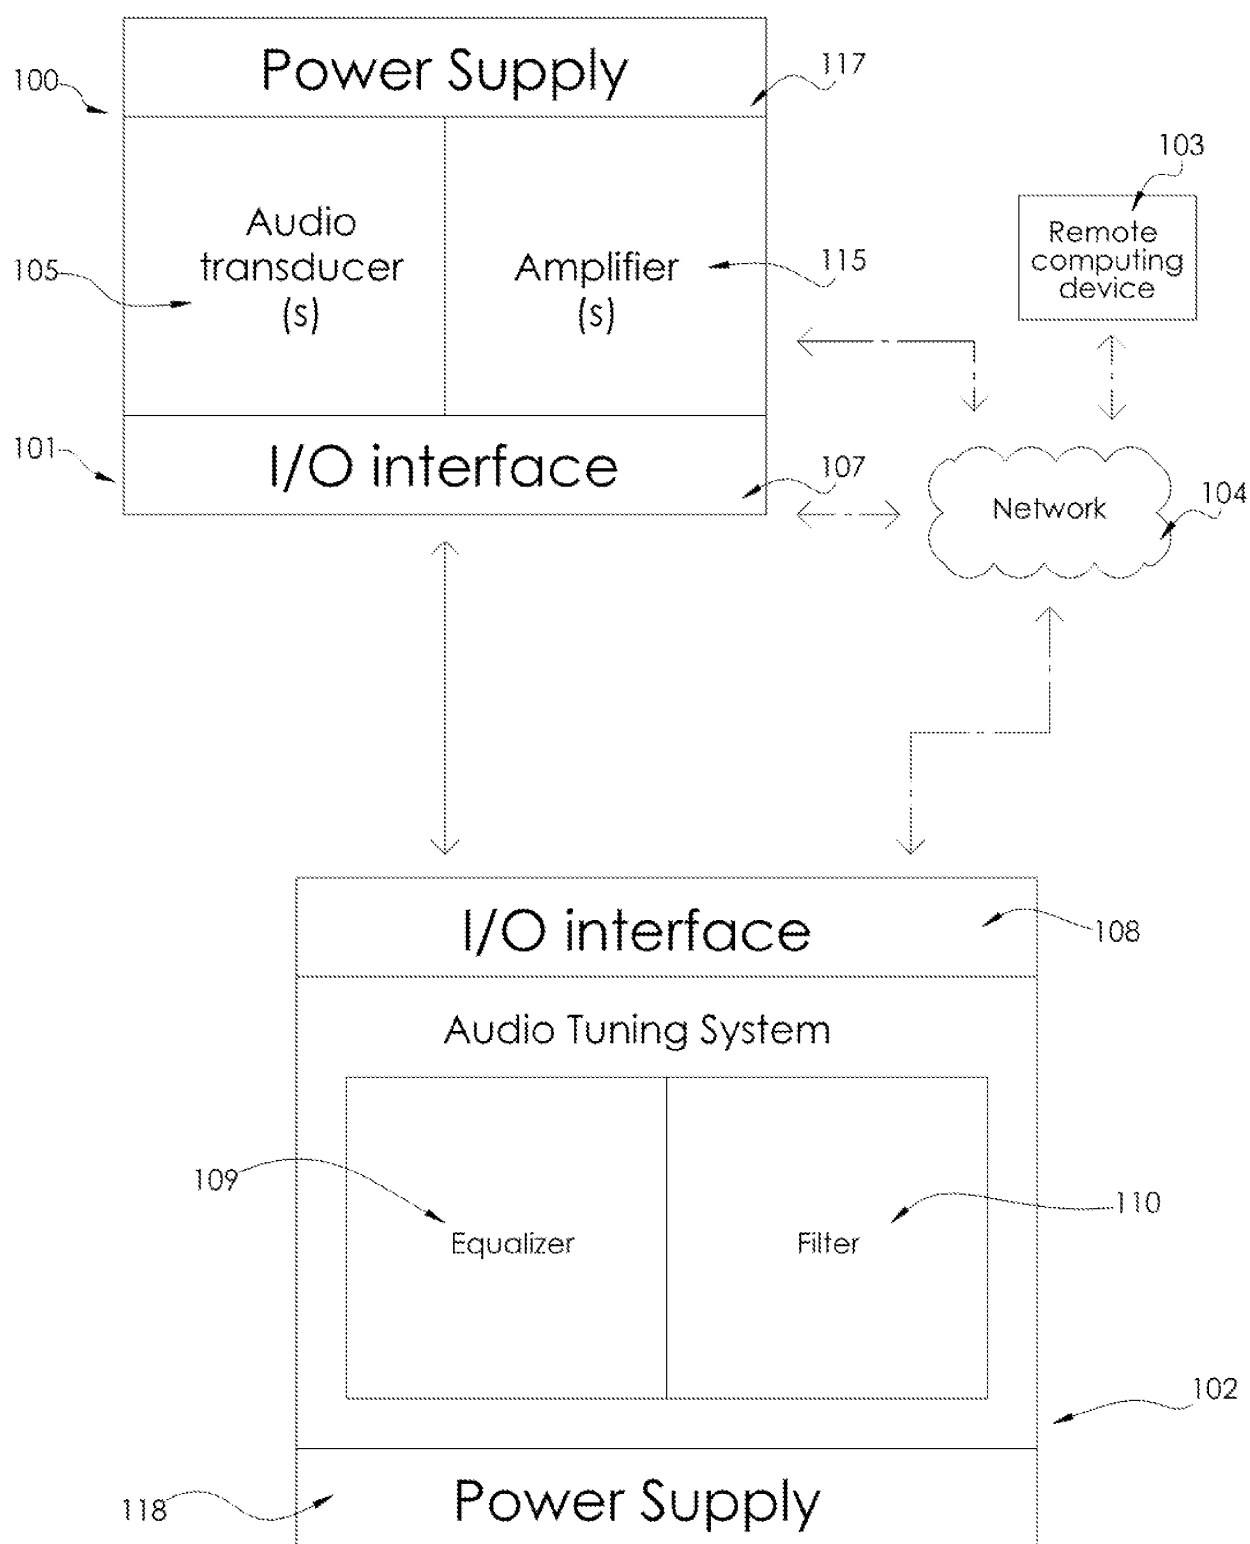 Power Supply
117
100
103
Remote
computing
device
Audio
transducer
(s)
105
Amplifier
(s)
115
101
I/O interface
107
Network
104
I/O interface
108
Audio Tuning System
109
Equalizer
Filter
110
102
118
Power Supply